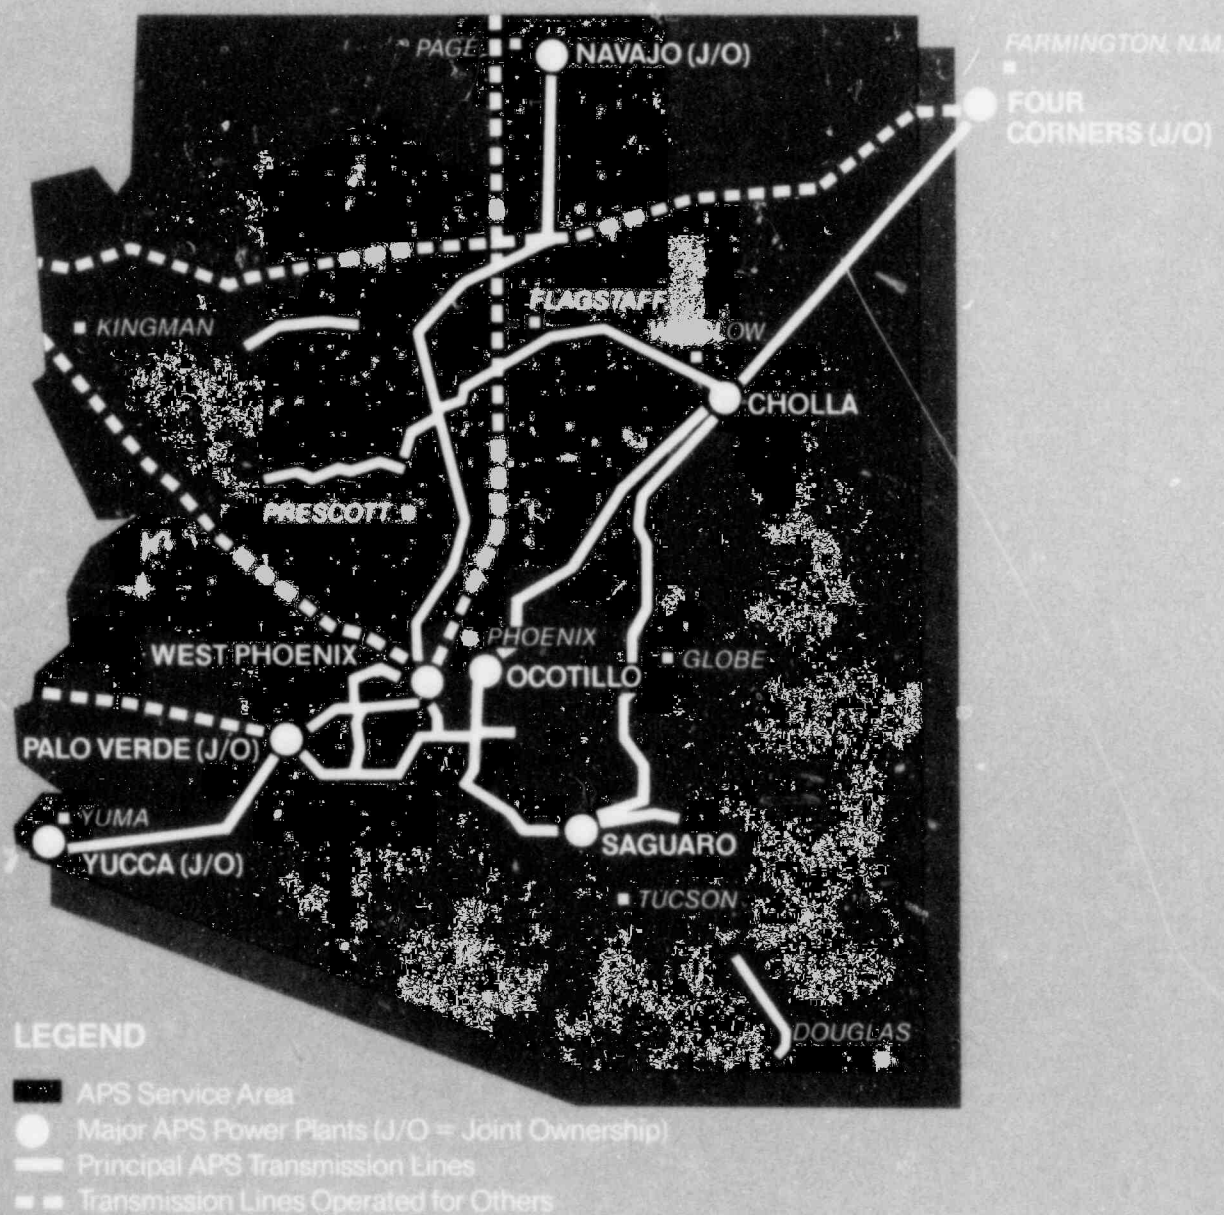 PAGE
NAVAJO (J/O)
FARMINGTON, N.M.
FOUR
CORNERS (J/O)
FLAGSTAFF
KINGMAN
CHOLLA
PRESCOTT
PHOENIX
WEST PHOENIX
GLOBE
OCOTILLO
PALO VERDE (J/O)
YUMA
SAGUARO
YUCCA (J/O)
TUCSON
DOUGLAS
LEGEND
APS Service Area
Major APS Power Plants (J/O = Joint Ownership)
Principal APS Transmission Lines
Transmission Lines Operated for Others